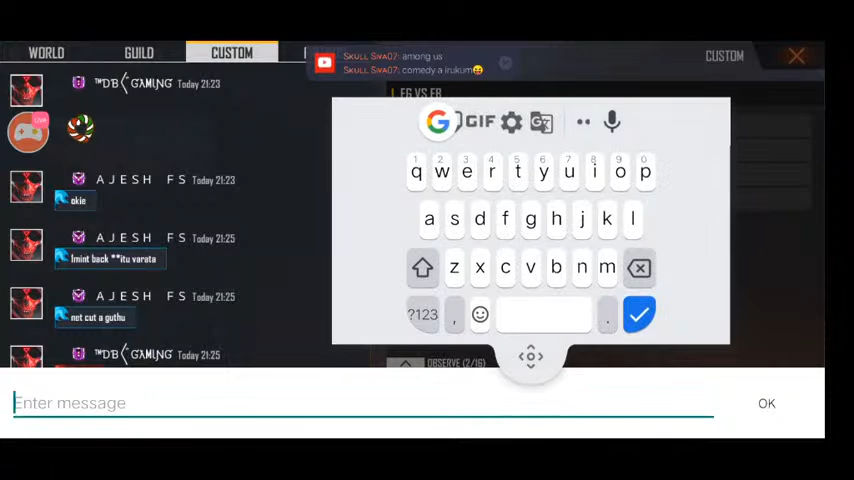 WORLD
GUILD
CUSTOM
SKULL SIVA07: among us
SKULL SIVA07: comedy a irukum😛
CUSTOM
™DB〈 GAMING Today 21:23
FG VS FB
LIVE
GIF
1 2 3 4 5 6 7 8 9 0
q w e r t y u i o p
A J E S H F S Today 21:23
okie
a s d f g h j k l
A J E S H F S Today 21:25
1mint back **itu varata
z x c v b n m
A J E S H F S Today 21:25
net cut a guthu
?123 , .
™DB〈 GAMING Today 21:25
OBSERVE (2/16)
Enter message
OK